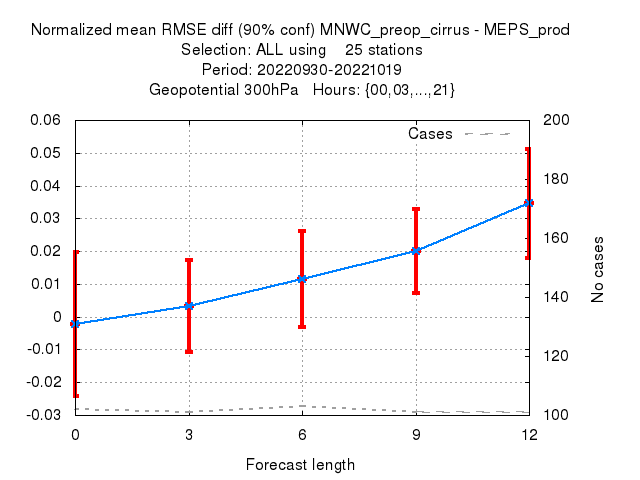 Normalized mean RMSE diff (90% conf) MNWC_preop_cirrus - MEPS_prod
Selection: ALL using    25 stations
Period: 20220930-20221019
Geopotential 300hPa   Hours: {00,03,...,21}
Cases
0.06
0.05
0.04
0.03
0.02
0.01
0
-0.01
-0.02
-0.03
200
180
160
140
120
100
No cases
0 3 6 9 12
Forecast length